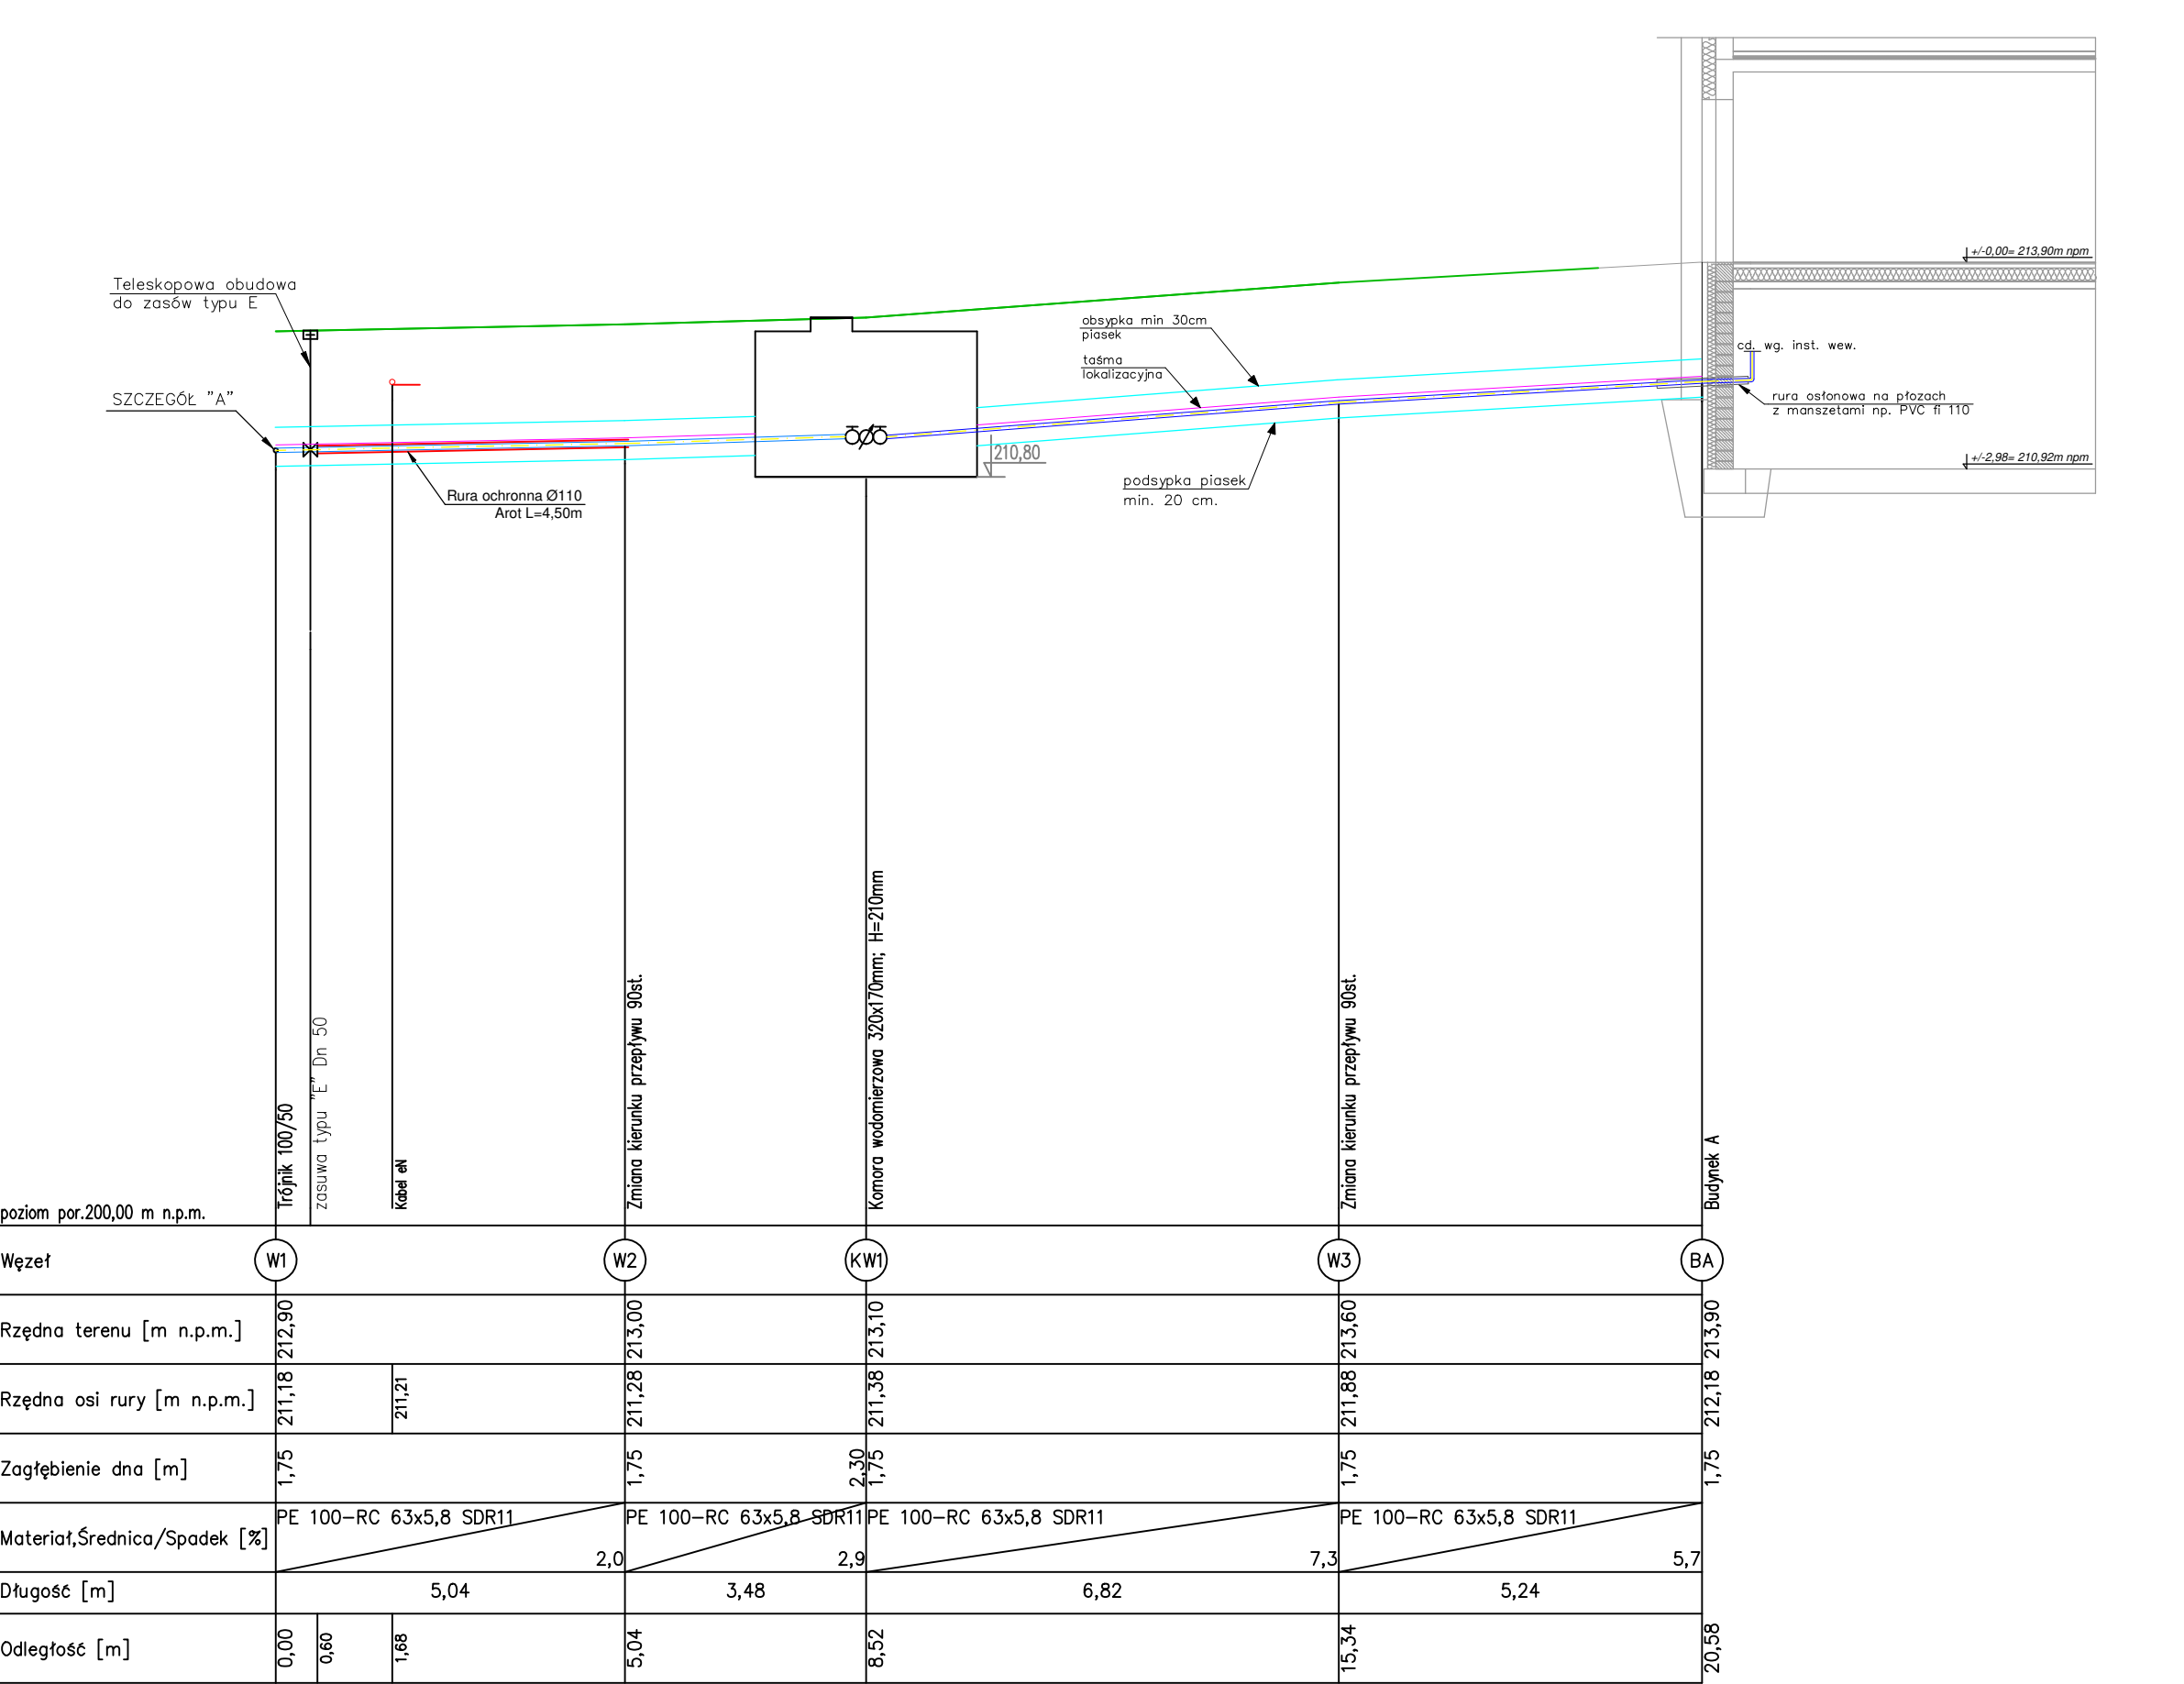 +/-0,00= 213,90m npm
Teleskopowa obudowa
do zasów typu E
obsypka min 30cm
piasek
cd. wg. inst. wew.
taśma
lokalizacyjna
SZCZEGÓŁ "A"
rura osłonowa na płozach
z manszetami np. PVC fi 110
210,80
+/-2,98= 210,92m npm
podsypka piasek
min. 20 cm.
Rura ochronna Ø110
Arot L=4,50m
Trójnik 100/50
zasuwa typu "E" Dn 50
Kabel eN
Zmiana kierunku przepływu 90st.
Komora wodomierzowa 320x170mm; H=210mm
Zmiana kierunku przepływu 90st.
Budynek A
poziom por.200,00 m n.p.m.
Węzeł W1 W2 KW1 W3 BA
Rzędna terenu [m n.p.m.] 212,90 213,00 213,10 213,60 213,90
Rzędna osi rury [m n.p.m.] 211,18 211,21 211,28 211,38 211,88 212,18
Zagłębienie dna [m] 1,75 1,75 2,30 1,75 1,75 1,75
PE 100-RC 63x5,8 SDR11 PE 100-RC 63x5,8 SDR11 PE 100-RC 63x5,8 SDR11 PE 100-RC 63x5,8 SDR11
Materiał,Średnica/Spadek [%] 2,0 2,9 7,3 5,7
Długość [m] 5,04 3,48 6,82 5,24
Odległość [m] 0,00 0,60 1,68 5,04 8,52 15,34 20,58